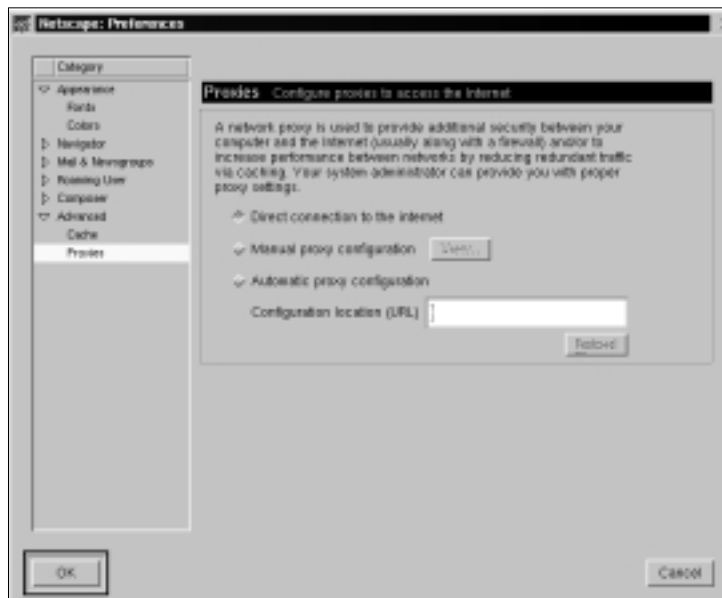 Netscape: Preferences
Category
Appearance
Fonts
Colors
Navigator
Mail & Newsgroups
Roaming User
Composer
Advanced
Cache
Proxies
Proxies Configure proxies to access the Internet
A network proxy is used to provide additional security between your
computer and the Internet (usually along with a firewall) and/or to
increase performance between networks by reducing redundant traffic
via caching. Your system administrator can provide you with proper
proxy settings.
Direct connection to the internet
Manual proxy configuration View...
Automatic proxy configuration
Configuration location (URL)
Reload
OK
Cancel